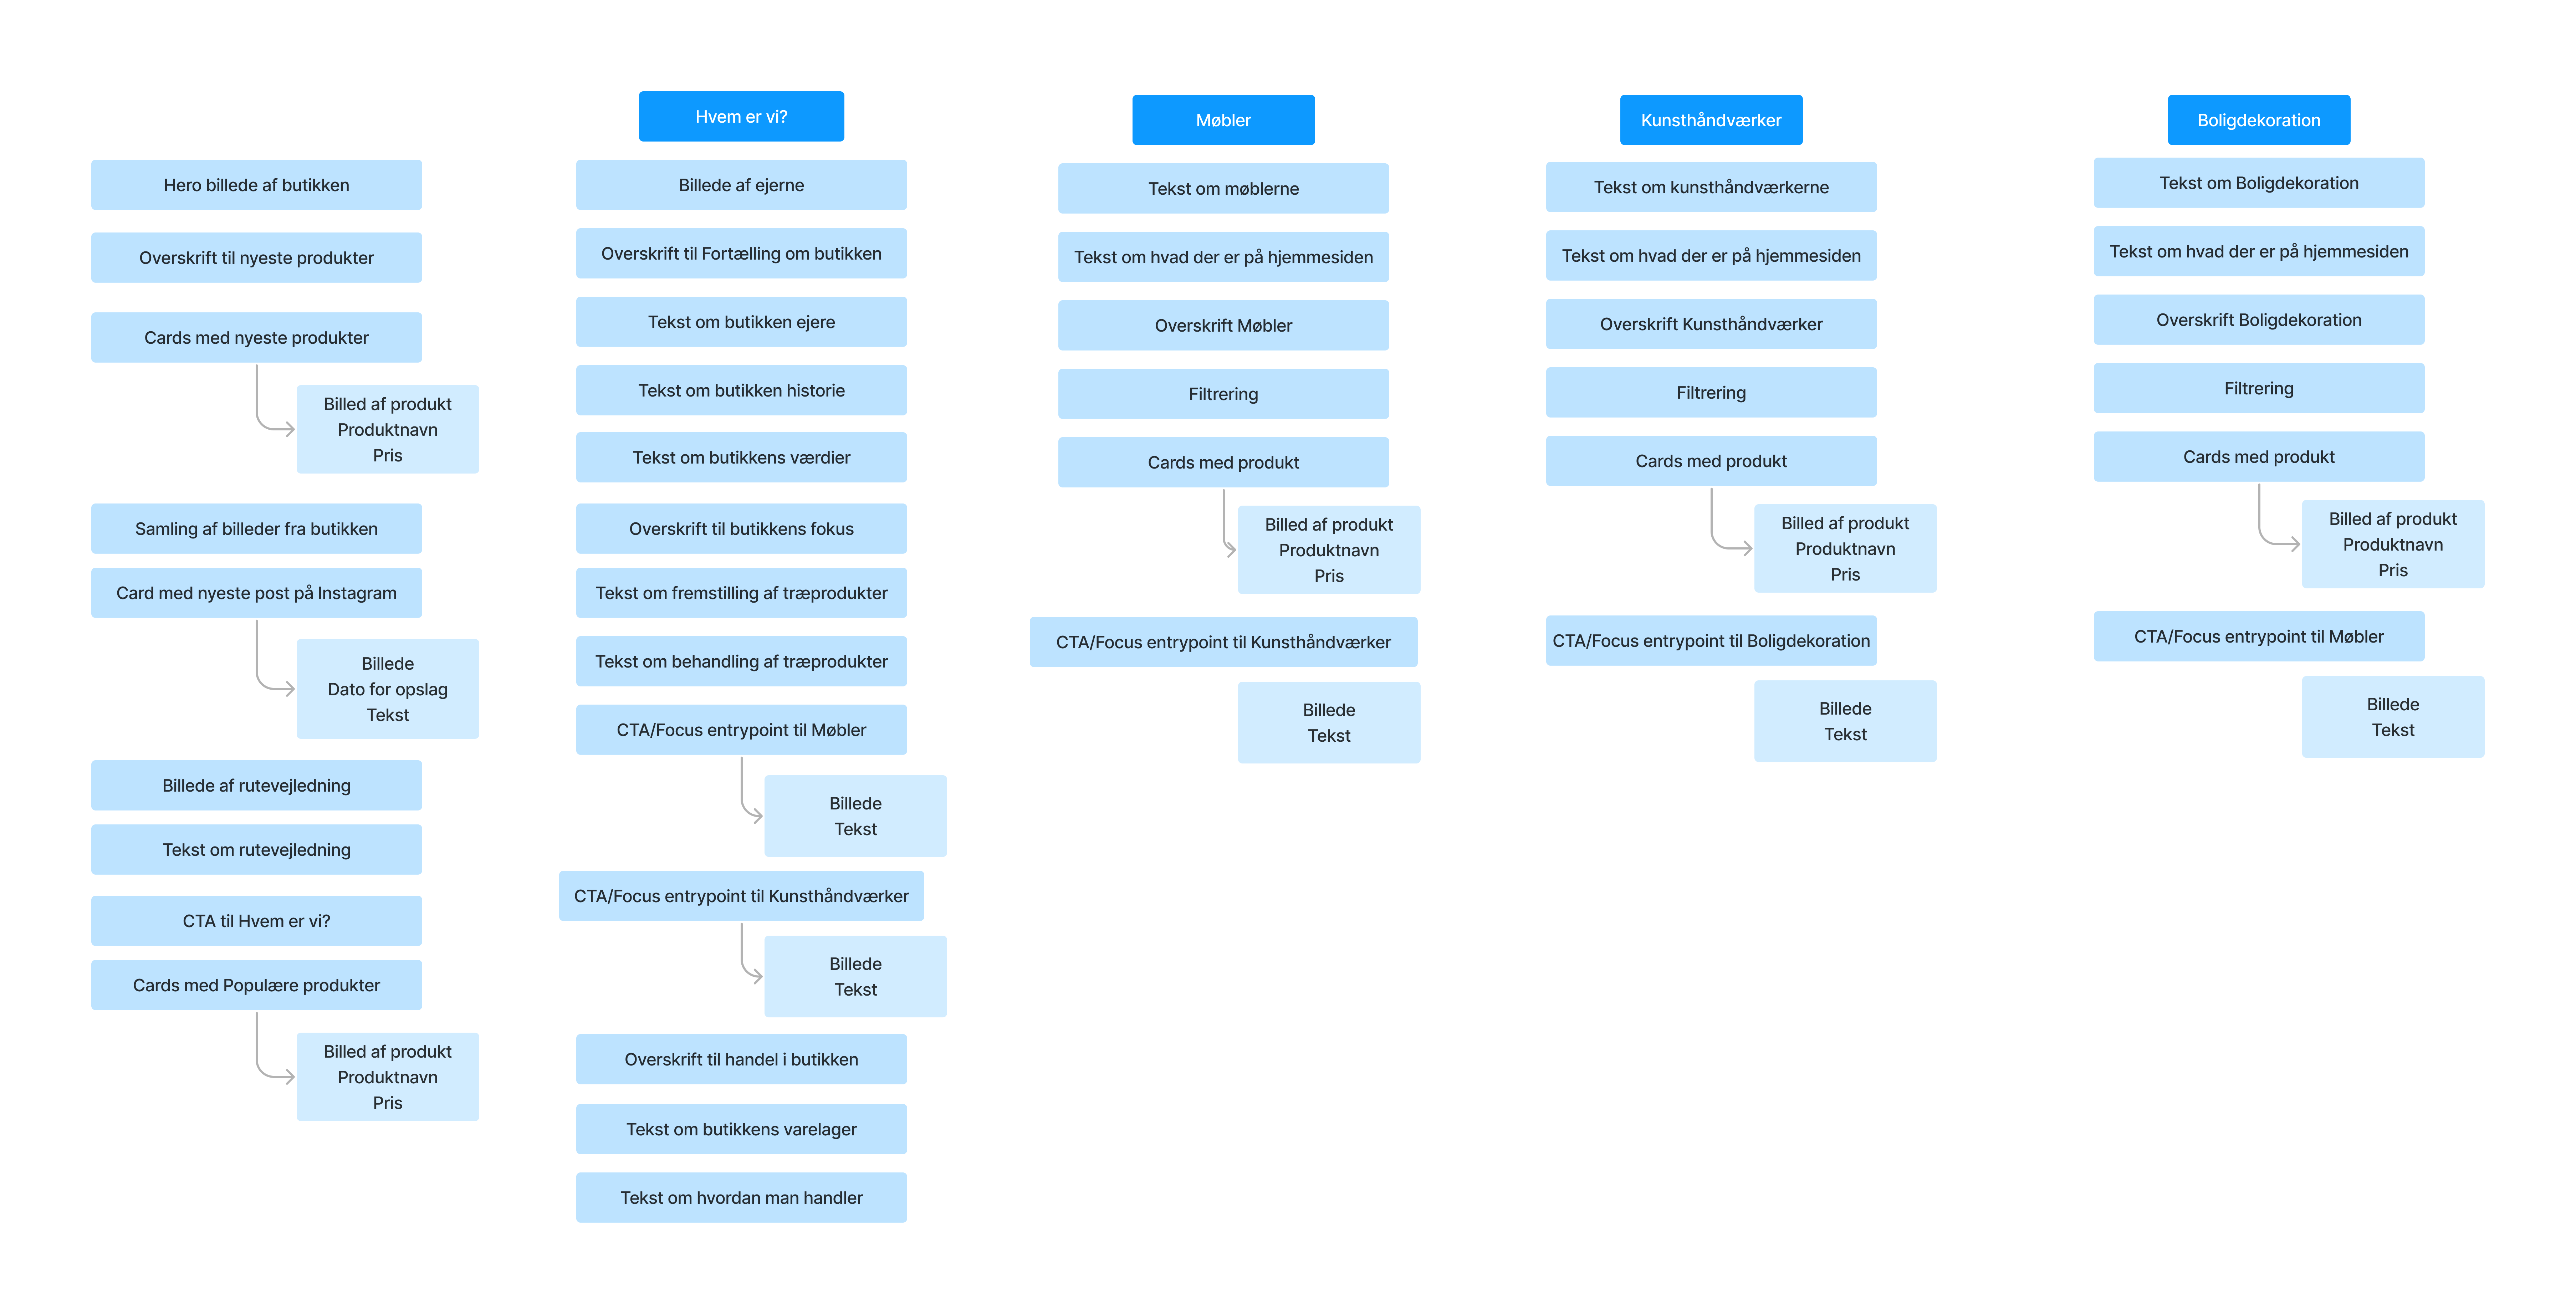 Hero billede af butikken
Overskrift til nyeste produkter
Cards med nyeste produkter
Billed af produkt
Produktnavn
Pris
Samling af billeder fra butikken
Card med nyeste post på Instagram
Billede
Dato for opslag
Tekst
Billede af rutevejledning
Tekst om rutevejledning
CTA til Hvem er vi?
Cards med Populære produkter
Billed af produkt
Produktnavn
Pris
Hvem er vi?
Billede af ejerne
Overskrift til Fortælling om butikken
Tekst om butikken ejere
Tekst om butikken historie
Tekst om butikkens værdier
Overskrift til butikkens fokus
Tekst om fremstilling af træprodukter
Tekst om behandling af træprodukter
CTA/Focus entrypoint til Møbler
Billede
Tekst
CTA/Focus entrypoint til Kunsthåndværker
Billede
Tekst
Overskrift til handel i butikken
Tekst om butikkens varelager
Tekst om hvordan man handler
Møbler
Tekst om møblerne
Tekst om hvad der er på hjemmesiden
Overskrift Møbler
Filtrering
Cards med produkt
Billed af produkt
Produktnavn
Pris
CTA/Focus entrypoint til Kunsthåndværker
Billede
Tekst
Kunsthåndværker
Tekst om kunsthåndværkerne
Tekst om hvad der er på hjemmesiden
Overskrift Kunsthåndværker
Filtrering
Cards med produkt
Billed af produkt
Produktnavn
Pris
CTA/Focus entrypoint til Boligdekoration
Billede
Tekst
Boligdekoration
Tekst om Boligdekoration
Tekst om hvad der er på hjemmesiden
Overskrift Boligdekoration
Filtrering
Cards med produkt
Billed af produkt
Produktnavn
Pris
CTA/Focus entrypoint til Møbler
Billede
Tekst